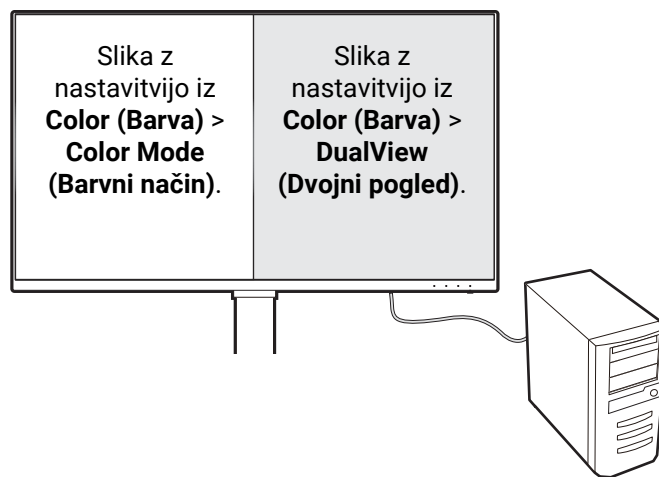 Slika z
nastavitvijo iz
Color (Barva) >
Color Mode
(Barvni način).
Slika z
nastavitvijo iz
Color (Barva) >
DualView
(Dvojni pogled).